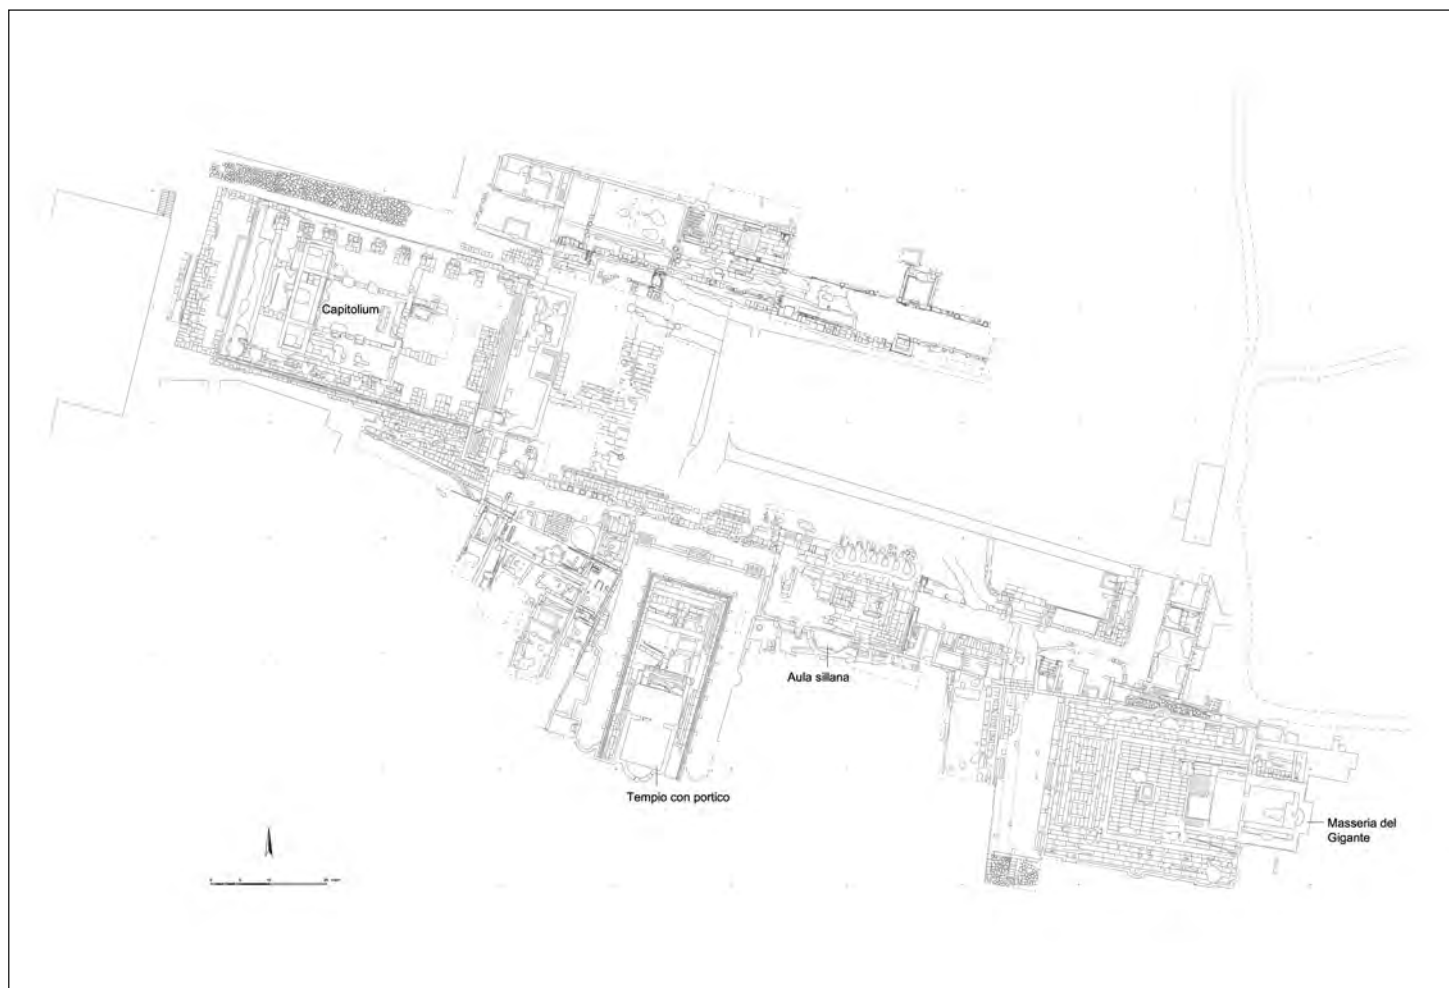 Capitolium
Aula sillana
Tempio con portico
Masseria del
Gigante